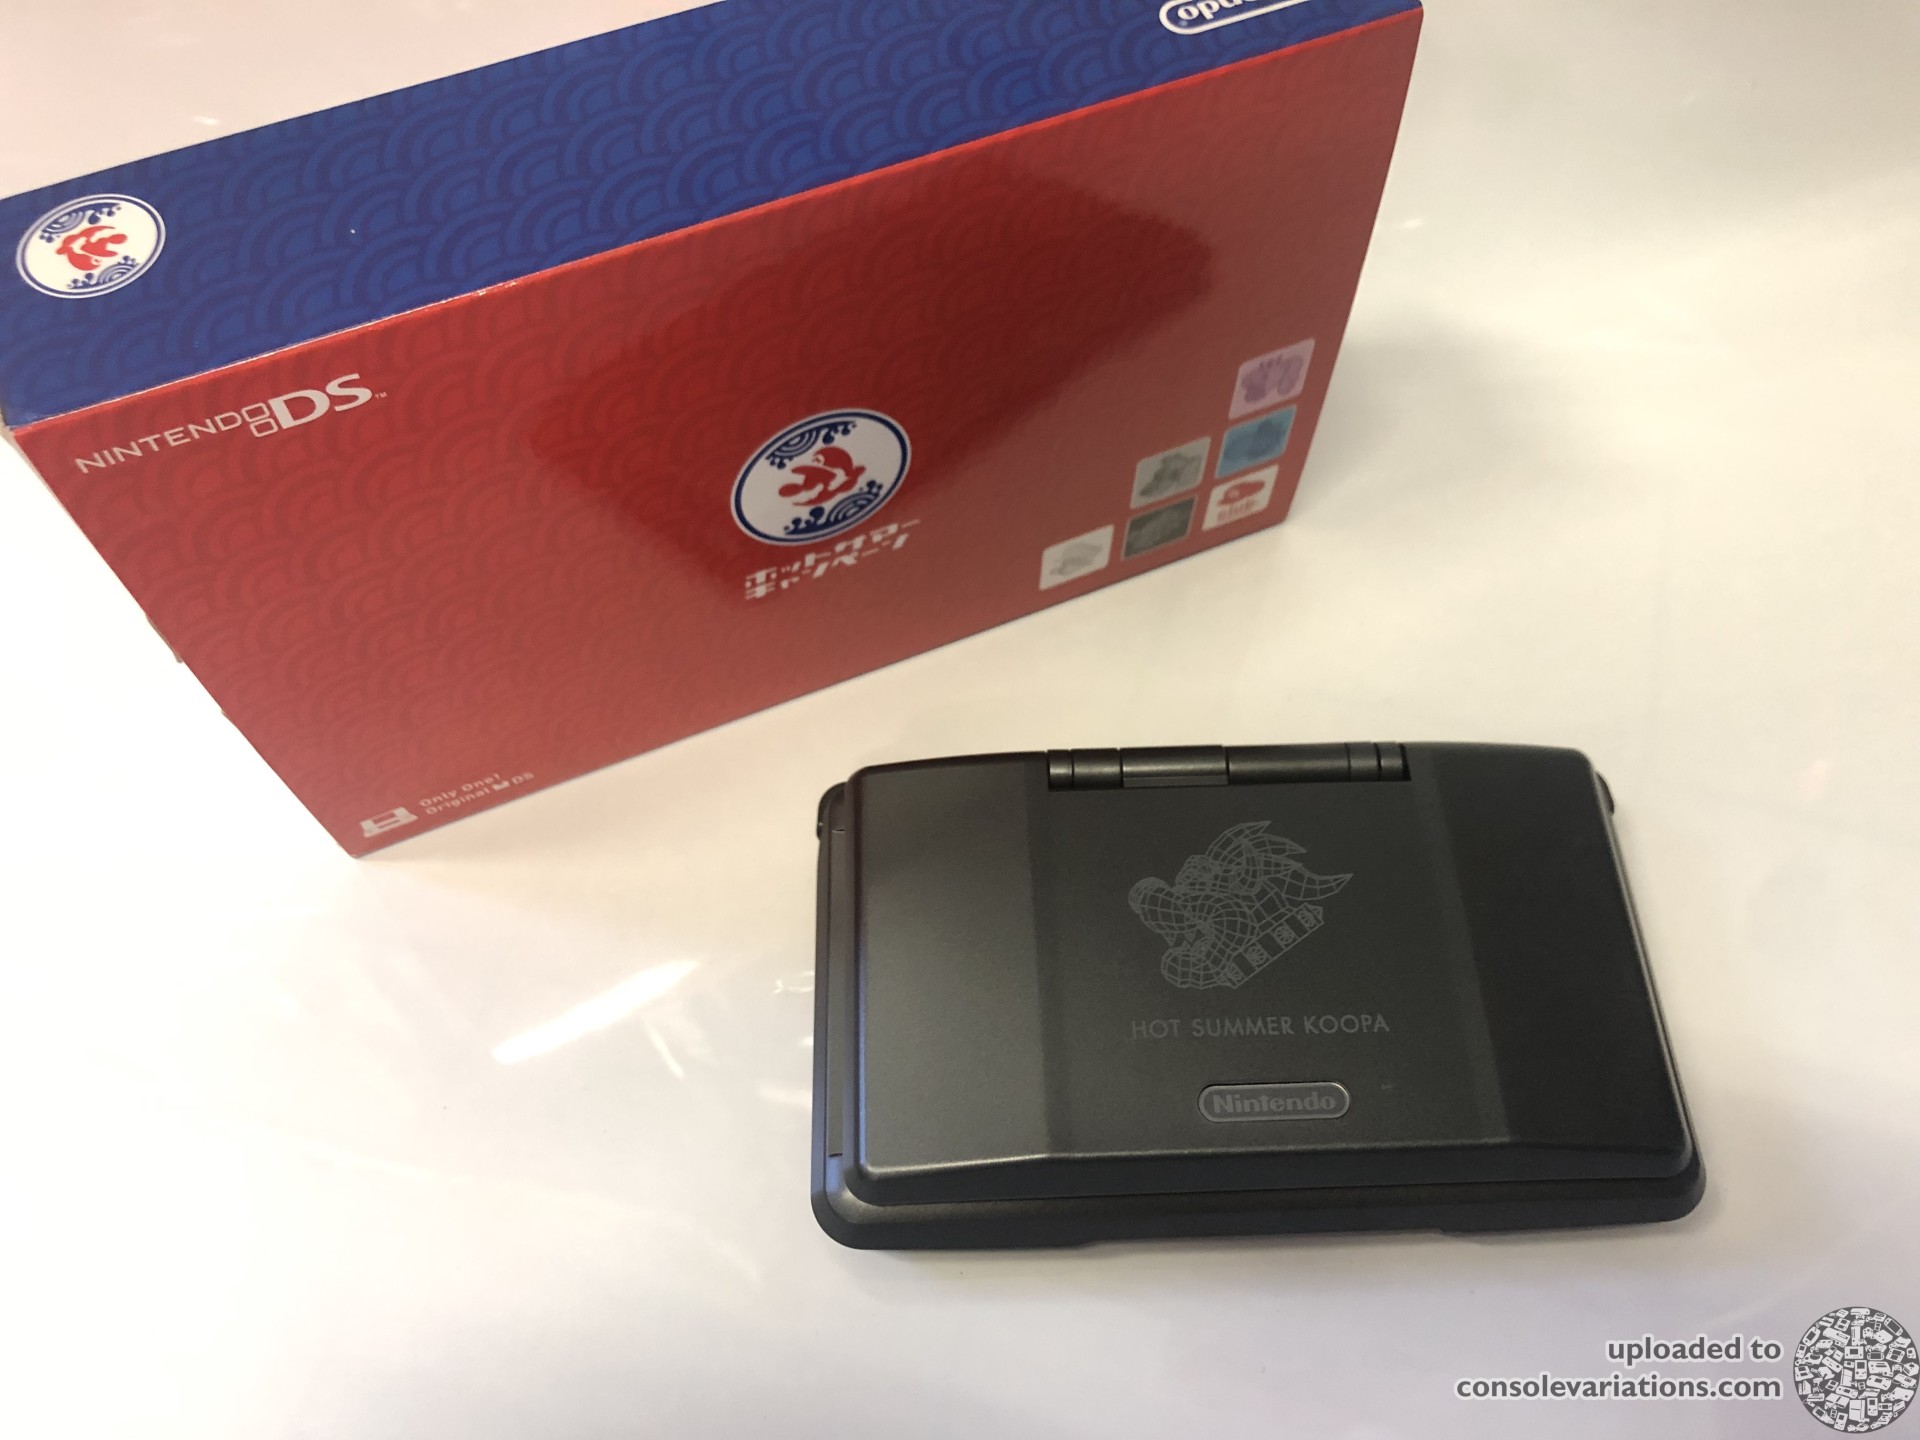 NINTENDO DS™
ホットサマー
キャンペーン
Only One!
Original DS
HOT SUMMER KOOPA
Nintendo
uploaded to
consolevariations.com